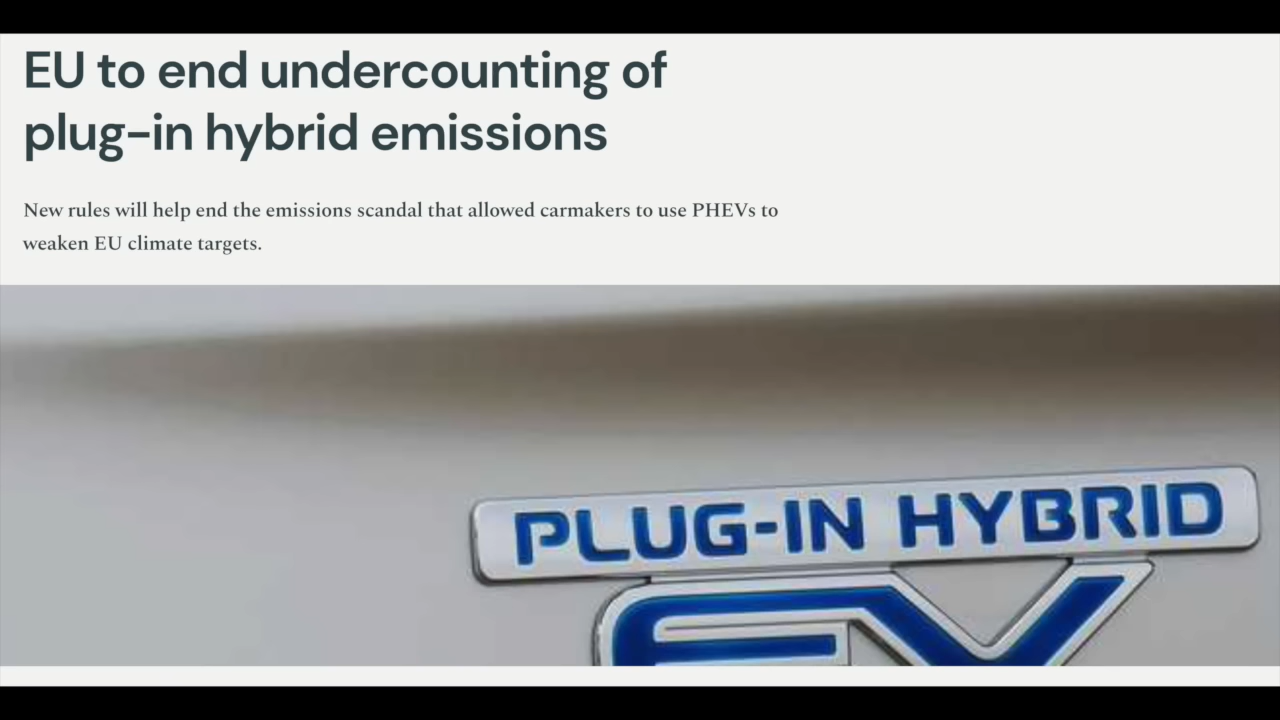 EU to end undercounting of
plug-in hybrid emissions
New rules will help end the emissions scandal that allowed carmakers to use PHEVs to
weaken EU climate targets.
PLUG-IN HYBRID
EV